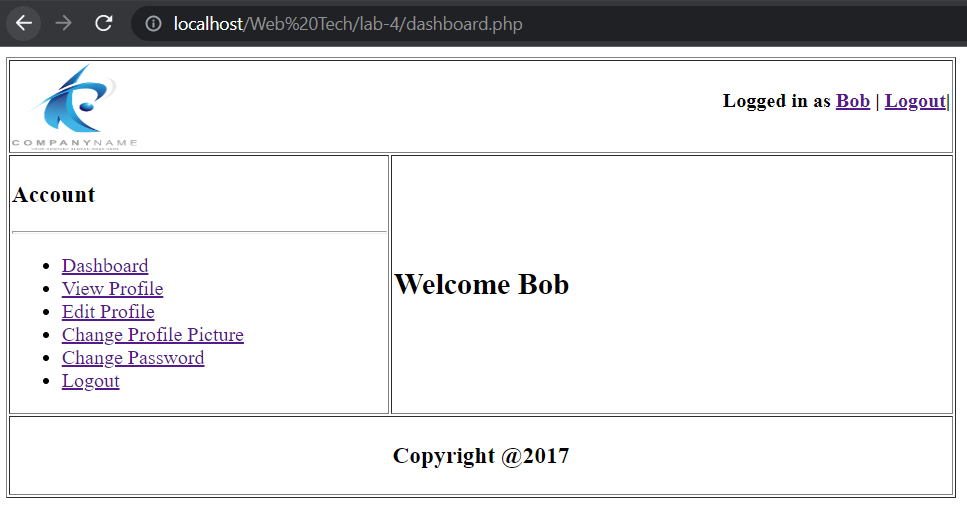 localhost/Web%20Tech/lab-4/dashboard.php
COMPANYNAME
Logged in as Bob | Logout|
Account
Dashboard
View Profile
Edit Profile
Change Profile Picture
Change Password
Logout
Welcome Bob
Copyright @2017